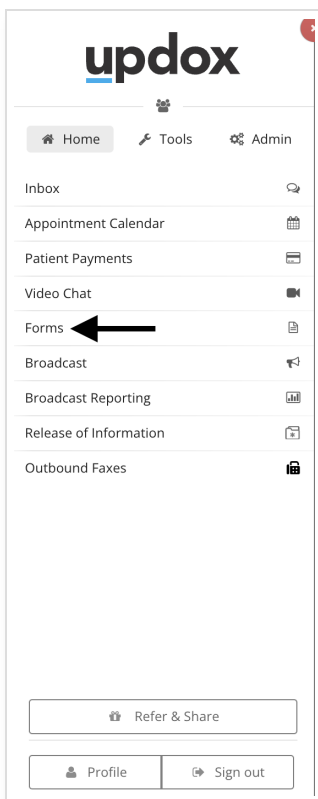 updox
Home Tools Admin
Inbox
Appointment Calendar
Patient Payments
Video Chat
Forms
Broadcast
Broadcast Reporting
Release of Information
Outbound Faxes
Refer & Share
Profile Sign out